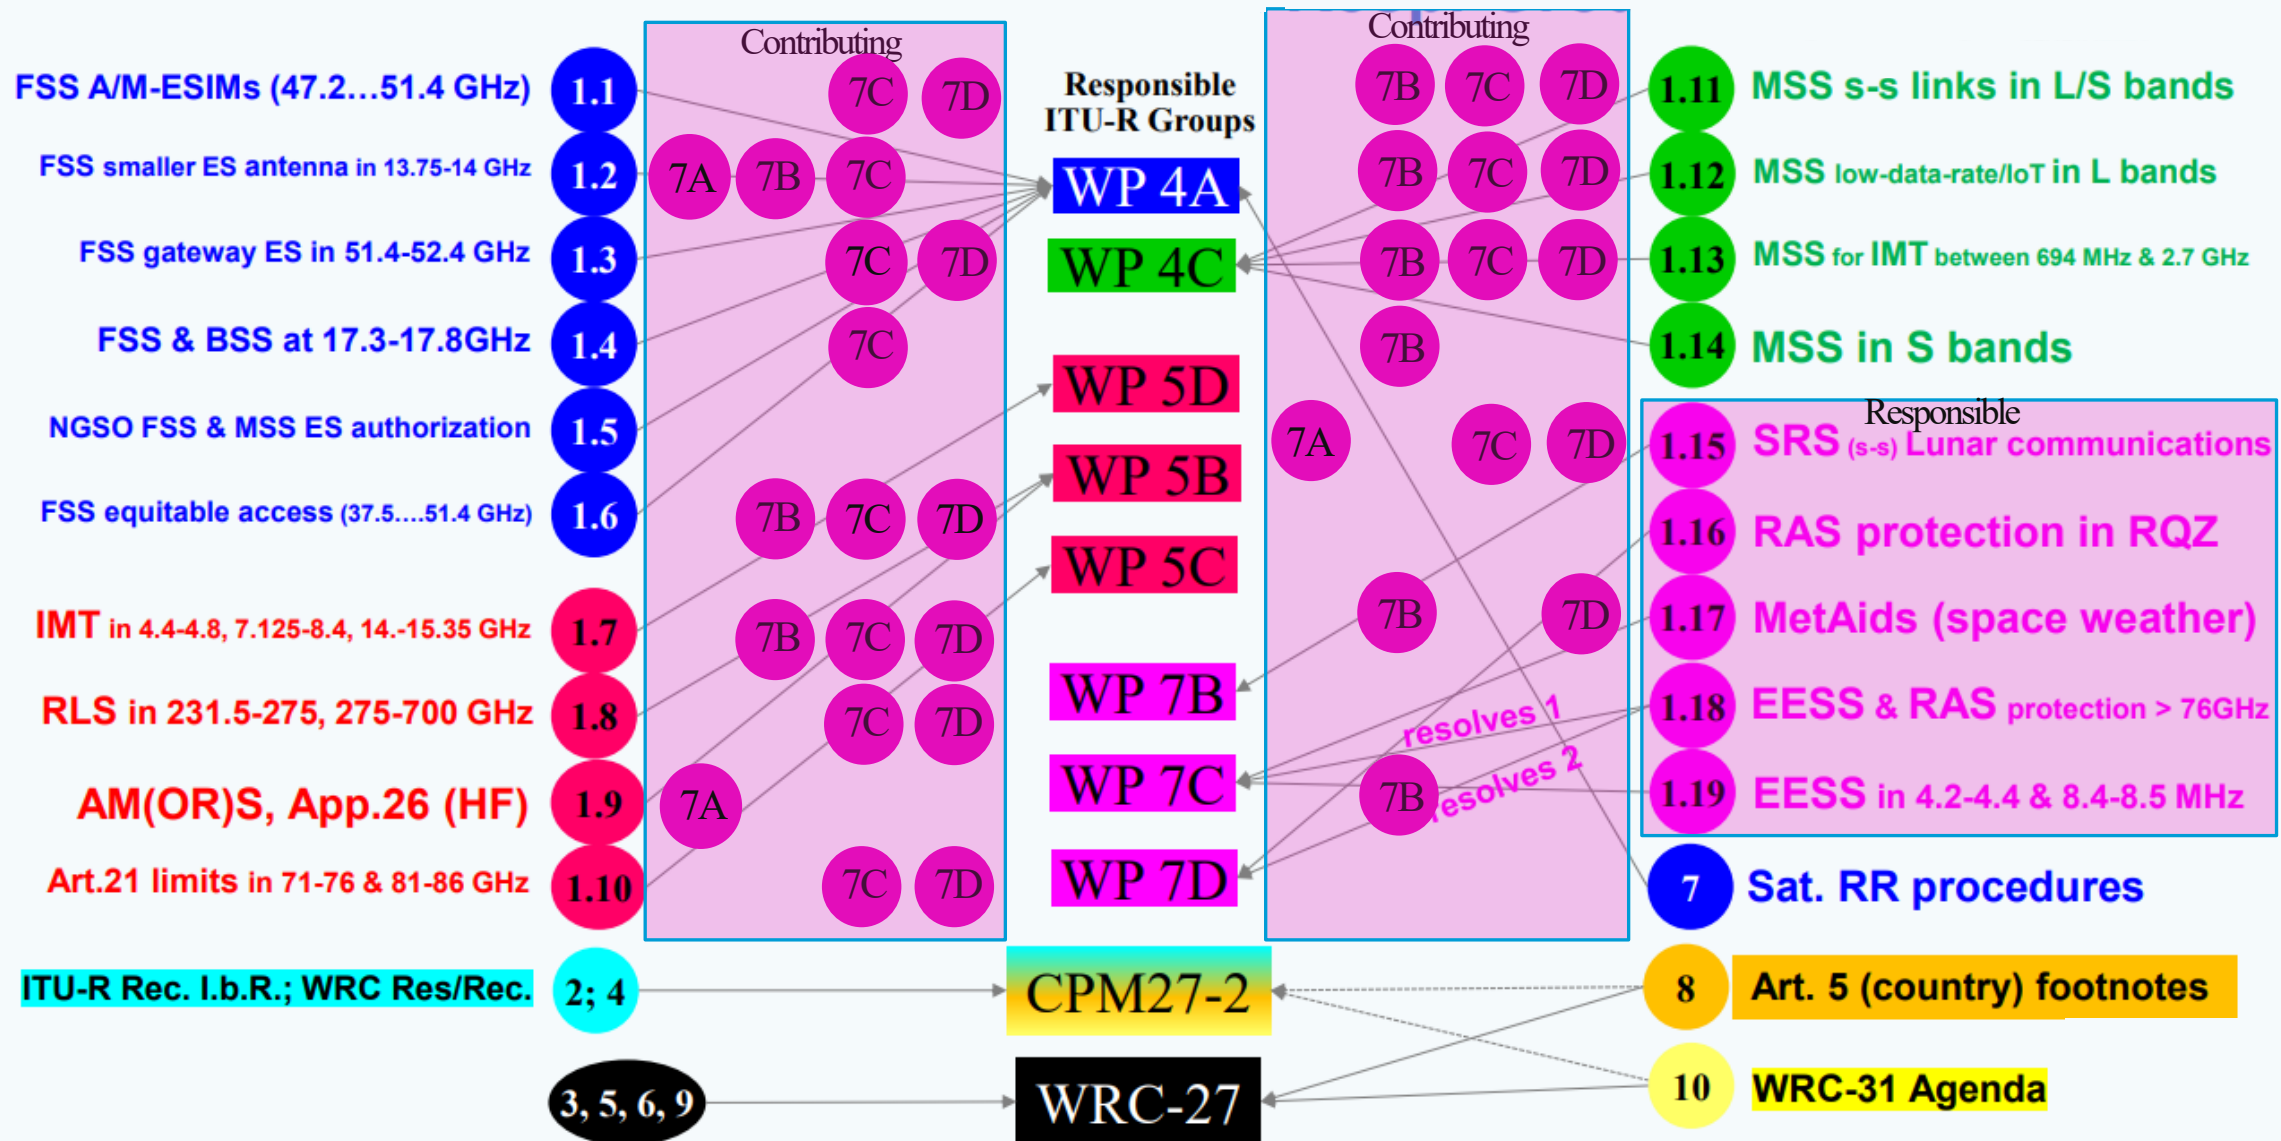 Contributing
FSS A/M-ESIMs (47.2…51.4 GHz) 1.1 7C 7D
FSS smaller ES antenna in 13.75-14 GHz 1.2 7A 7B 7C
FSS gateway ES in 51.4-52.4 GHz 1.3 7C 7D
FSS & BSS at 17.3-17.8GHz 1.4 7C
NGSO FSS & MSS ES authorization 1.5
FSS equitable access (37.5....51.4 GHz) 1.6 7B 7C 7D
IMT in 4.4-4.8, 7.125-8.4, 14.-15.35 GHz 1.7 7B 7C 7D
RLS in 231.5-275, 275-700 GHz 1.8 7C 7D
AM(OR)S, App.26 (HF) 1.9 7A
Art.21 limits in 71-76 & 81-86 GHz 1.10 7C 7D
ITU-R Rec. I.b.R.; WRC Res/Rec. 2; 4
3, 5, 6, 9
Responsible
ITU-R Groups
WP 4A
WP 4C
WP 5D
WP 5B
WP 5C
WP 7B
WP 7C
WP 7D
CPM27-2
WRC-27
Contributing
7B 7C 7D 1.11 MSS s-s links in L/S bands
7B 7C 7D 1.12 MSS low-data-rate/IoT in L bands
7B 7C 7D 1.13 MSS for IMT between 694 MHz & 2.7 GHz
7B 1.14 MSS in S bands
Responsible
7A 7C 7D 1.15 SRS (s-s) Lunar communications
1.16 RAS protection in RQZ
7B 7D 1.17 MetAids (space weather)
resolves 1 1.18 EESS & RAS protection > 76GHz
resolves 2
7B 1.19 EESS in 4.2-4.4 & 8.4-8.5 MHz
7 Sat. RR procedures
8 Art. 5 (country) footnotes
10 WRC-31 Agenda